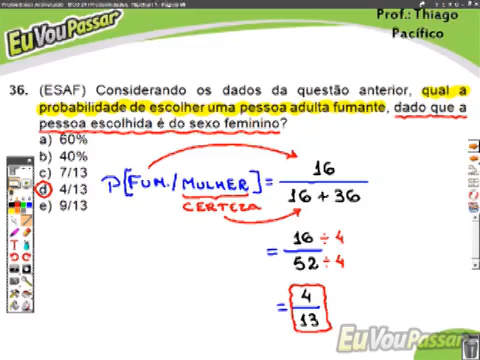 Prof.: Thiago
Pacífico
EuVouPassar
36. (ESAF) Considerando os dados da questão anterior, qual a
probabilidade de escolher uma pessoa adulta fumante, dado que a
pessoa escolhida é do sexo feminino?
a) 60%
b) 40%
c) 7/13
d) 4/13
e) 9/13
P[FUM./MULHER] = 16
16 + 36
CERTEZA
= 16 ÷4
52 ÷4
= 4
13
EuVouPassar